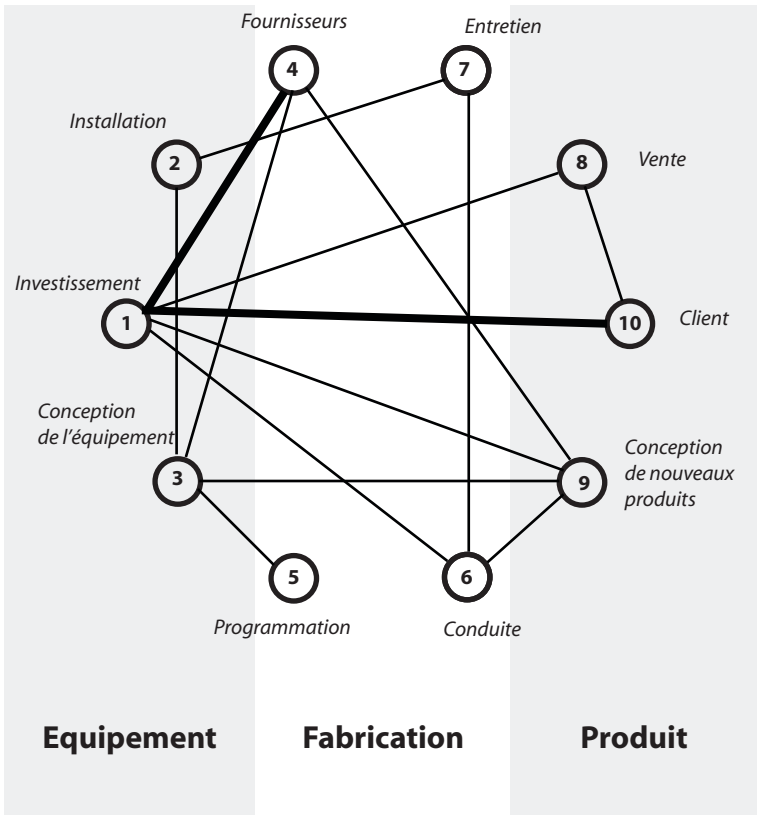 Fournisseurs
Entretien
4
7
Installation
2
8
Vente
Investissement
1
10
Client
Conception
de l'équipement
3
Conception
de nouveaux
produits
9
5
6
Programmation
Conduite
Equipement
Fabrication
Produit